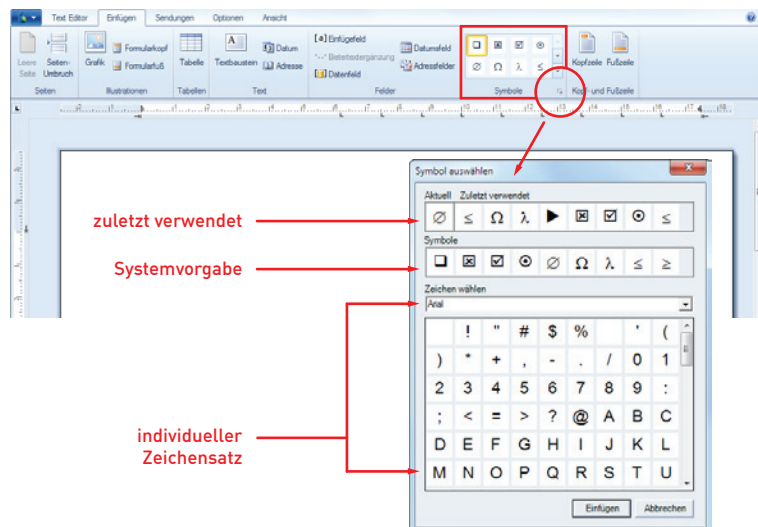 Text Editor Einfügen Sendungen Optionen Ansicht
Leere Seite
Seiten-Umbruch
Grafik
Formularkopf
Formularfuß
Tabelle
Textbaustein
Datum
Adresse
[a] Einfügefeld
Datenfeld
Datumsfeld
Adressfelder
❏ ☒ ☑ ⊙
∅ Ω λ ≤
Kopfzeile Fußzeile
Seiten Illustrationen Tabellen Text Felder Symbole Kopf- und Fußzeile
Symbol auswählen
Aktuell Zuletzt verwendet
zuletzt verwendet
∅ ≤ Ω λ ▶ ☒ ☑ ⊙ ≤
Symbole
Systemvorgabe
❏ ☒ ☑ ⊙ ∅ Ω λ ≤ ≥
Zeichen wählen
Arial
! " # $ % ' (
) * + , - . / 0 1
2 3 4 5 6 7 8 9 :
; < = > ? @ A B C
individueller
Zeichensatz
D E F G H I J K L
M N O P Q R S T U
Einfügen Abbrechen